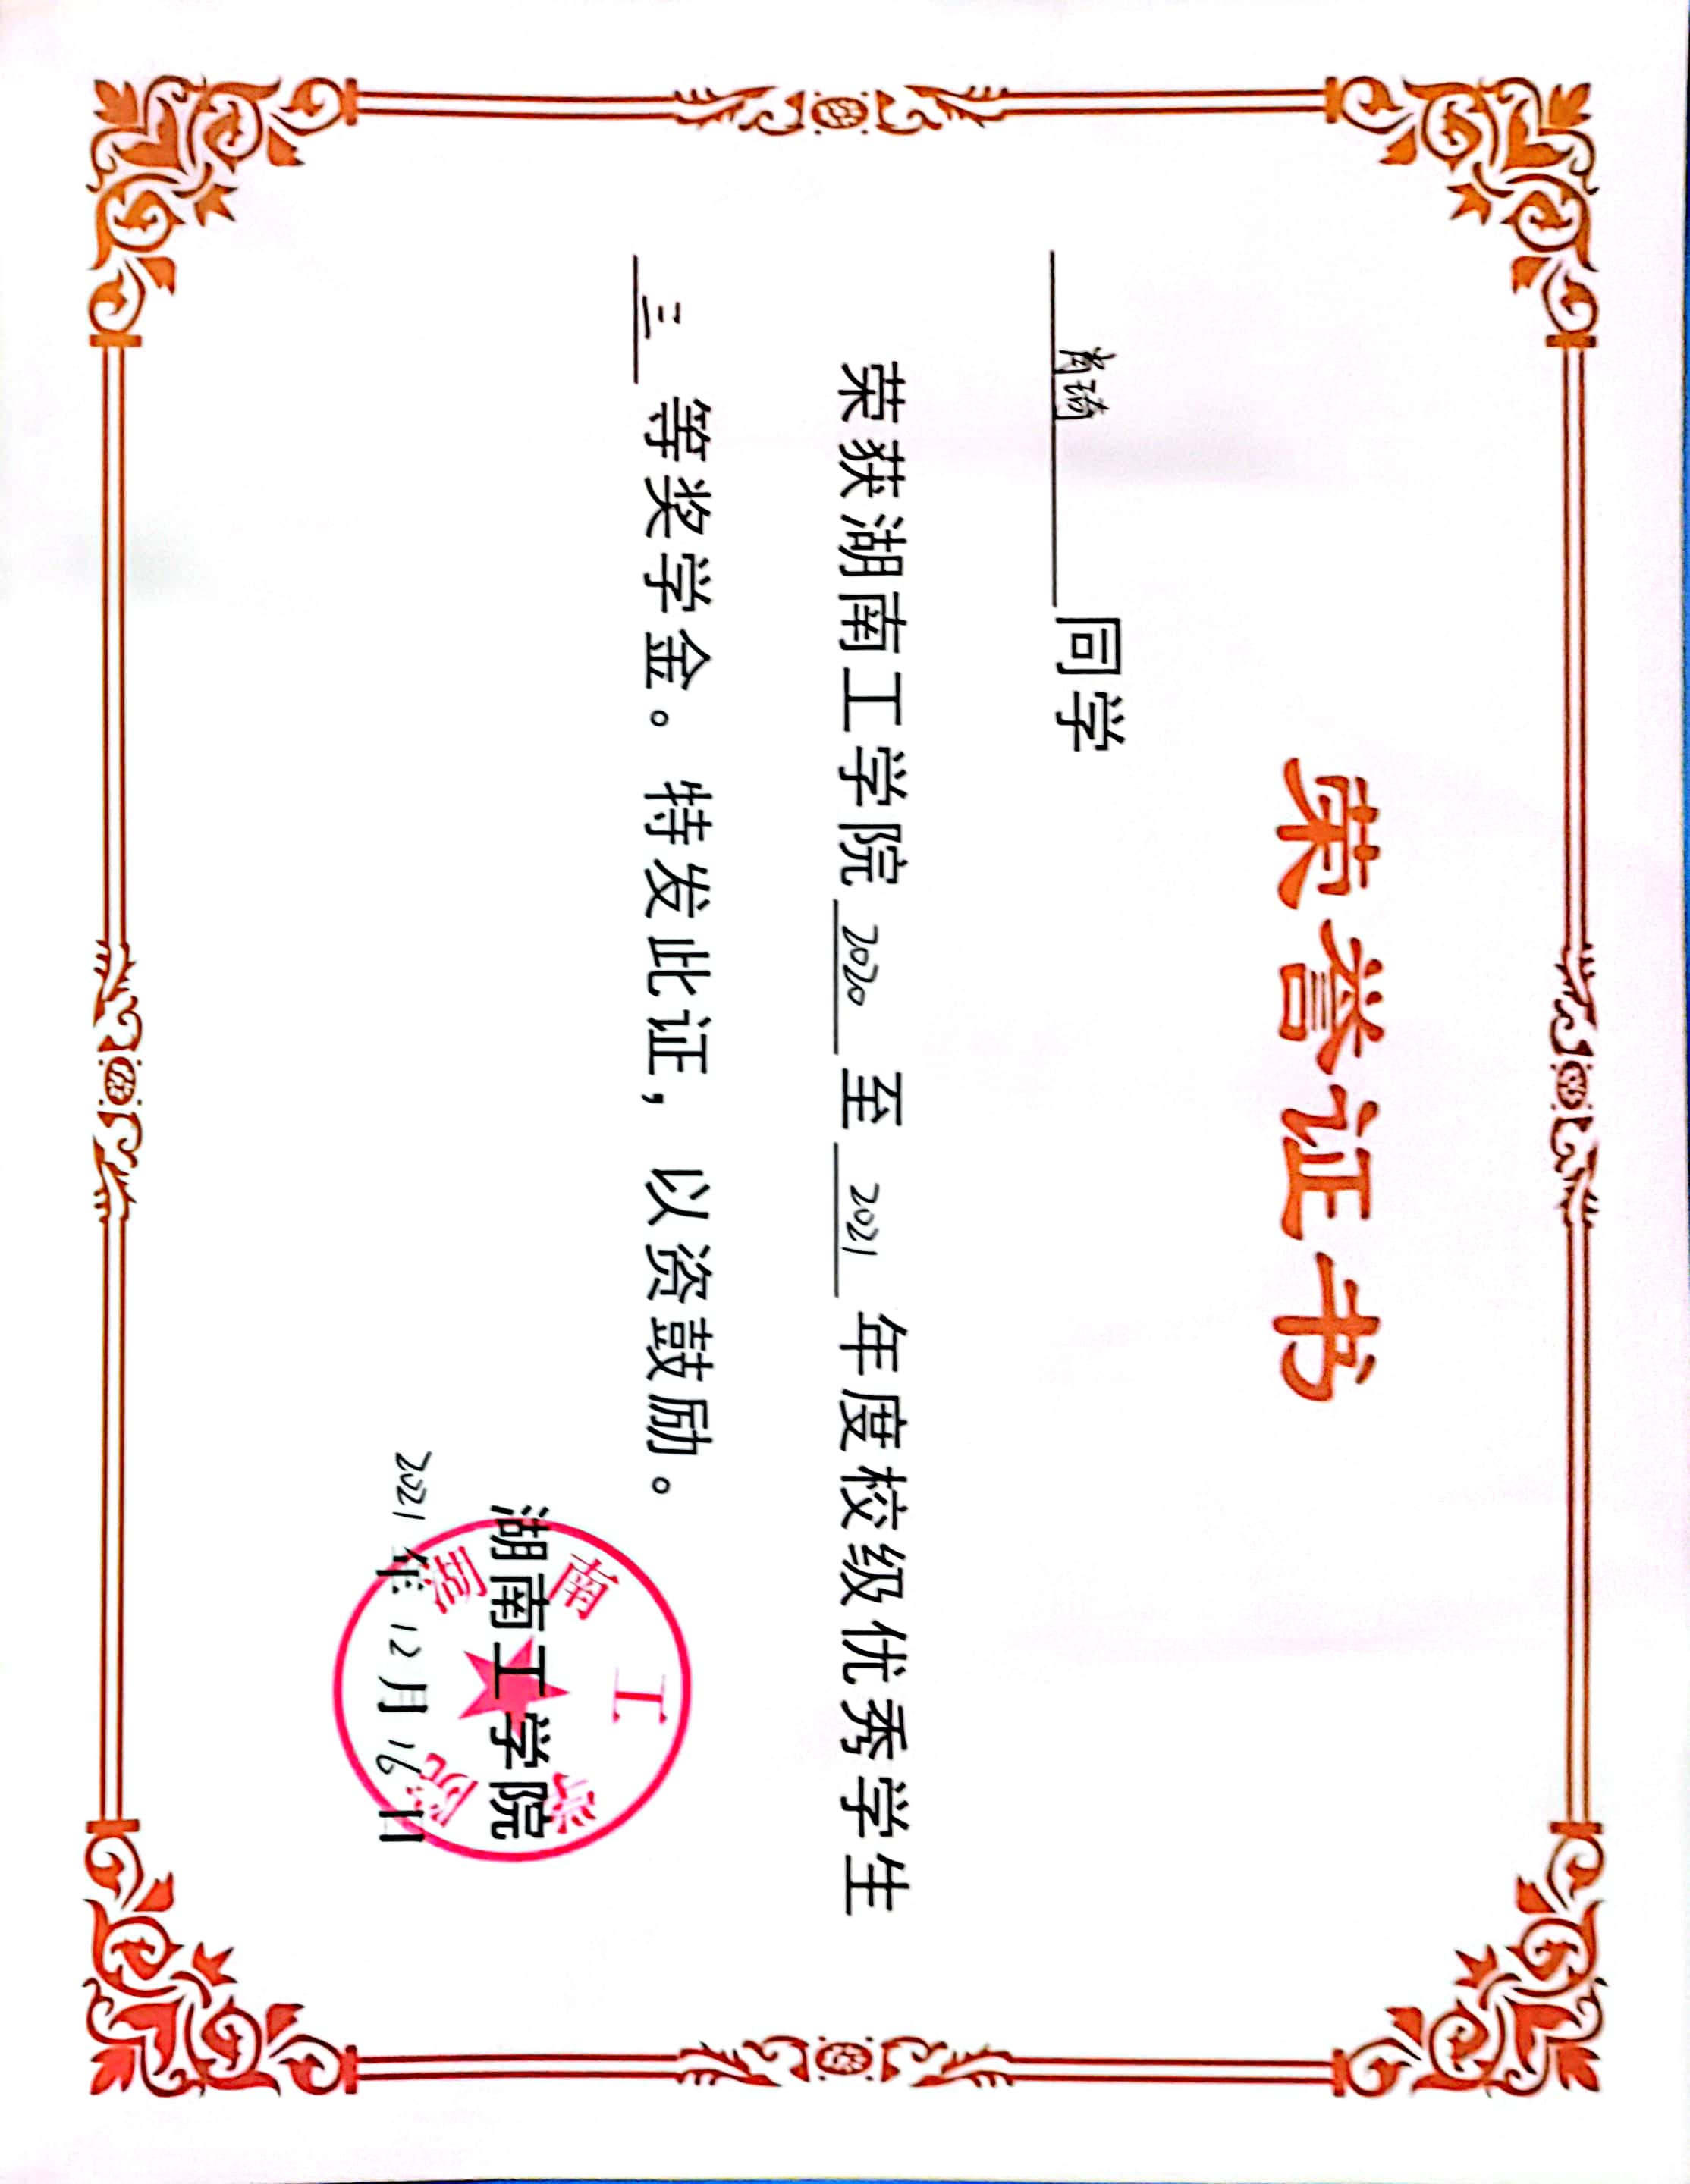 荣誉证书
同学
荣获湖南工学院 2020 至 2021 年度校级优秀学生
三 等奖学金。特发此证，以资鼓励。
湖南工学院
2021 年 12 月 16 日
湖南工学院